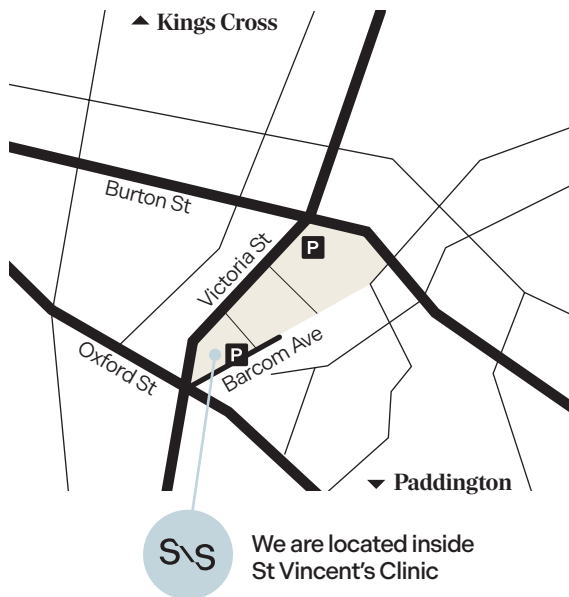 ▲ Kings Cross
Burton St
Victoria St
P
P
Barcom Ave
Oxford St
▼ Paddington
S\S
We are located inside
St Vincent's Clinic